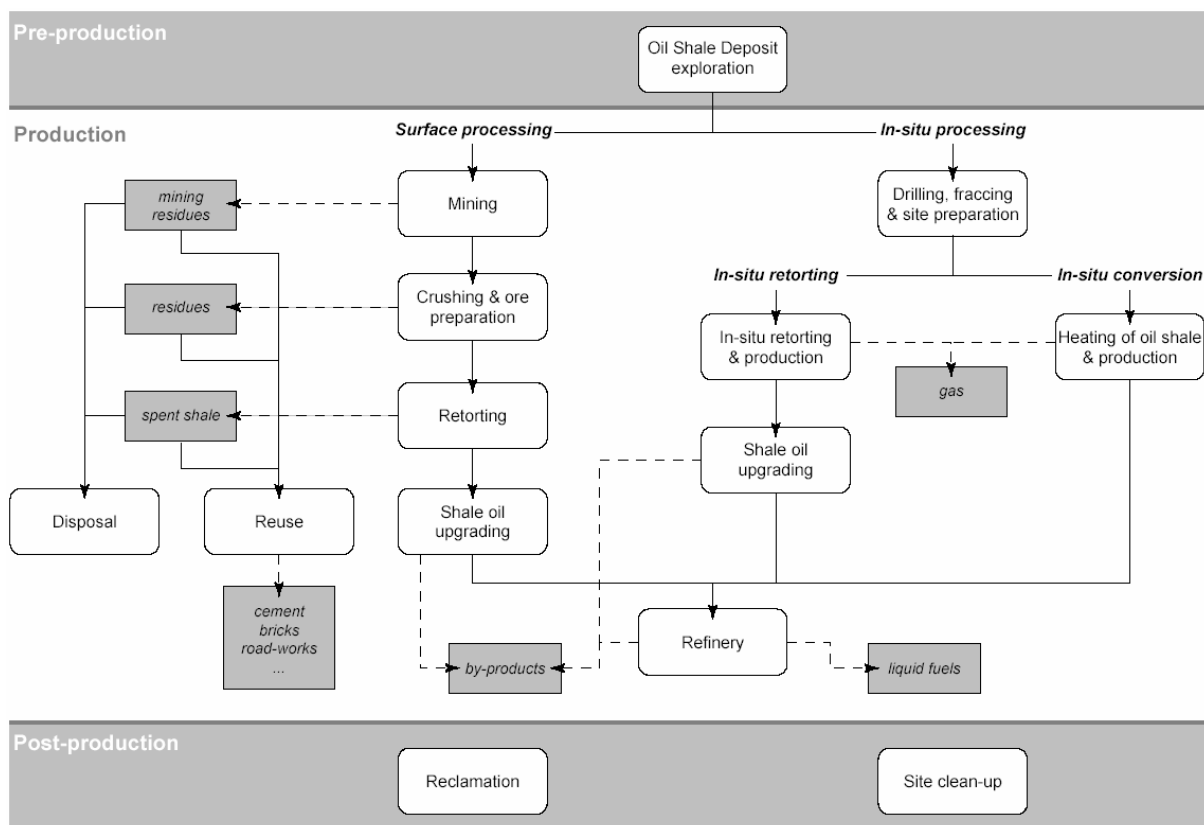 Pre-production
Oil Shale Deposit
exploration
Production
Surface processing
In-situ processing
mining
residues
Mining
Drilling, fraccing
& site preparation
In-situ retorting
In-situ conversion
residues
Crushing & ore
preparation
In-situ retorting
& production
Heating of oil shale
& production
gas
spent shale
Retorting
Shale oil
upgrading
Disposal
Reuse
Shale oil
upgrading
cement
bricks
road-works
...
Refinery
by-products
liquid fuels
Post-production
Reclamation
Site clean-up